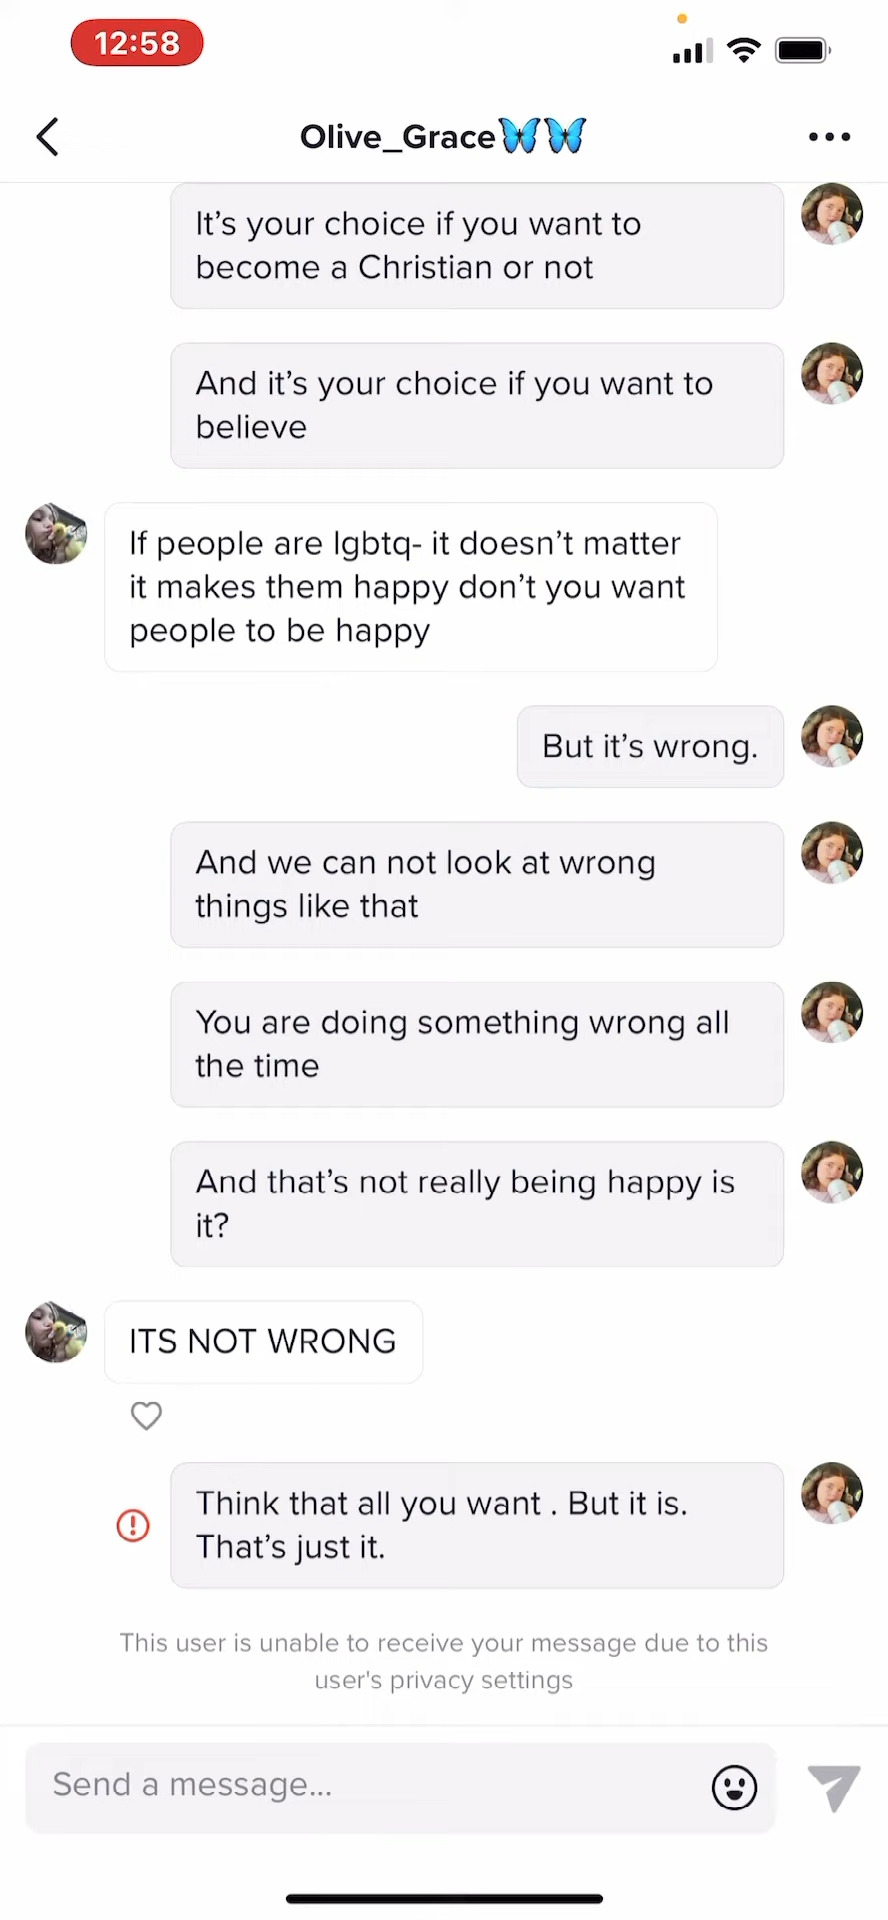 12:58
Olive_Grace🦋🦋
It’s your choice if you want to
become a Christian or not
And it’s your choice if you want to
believe
If people are lgbtq- it doesn’t matter
it makes them happy don’t you want
people to be happy
But it’s wrong.
And we can not look at wrong
things like that
You are doing something wrong all
the time
And that’s not really being happy is
it?
ITS NOT WRONG
Think that all you want . But it is.
That’s just it.
This user is unable to receive your message due to this
user's privacy settings
Send a message...